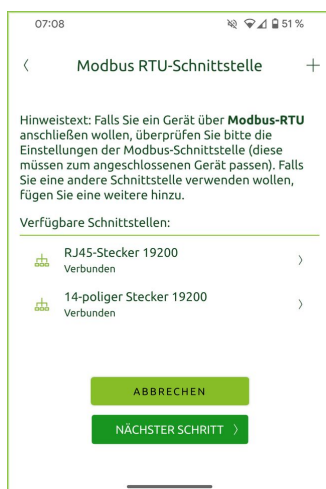 07:08
51 %
Modbus RTU-Schnittstelle
Hinweistext: Falls Sie ein Gerät über Modbus-RTU
anschließen wollen, überprüfen Sie bitte die
Einstellungen der Modbus-Schnittstelle (diese
müssen zum angeschlossenen Gerät passen). Falls
Sie eine andere Schnittstelle verwenden wollen,
fügen Sie eine weitere hinzu.
Verfügbare Schnittstellen:
RJ45-Stecker 19200
Verbunden
14-poliger Stecker 19200
Verbunden
ABBRECHEN
NÄCHSTER SCHRITT